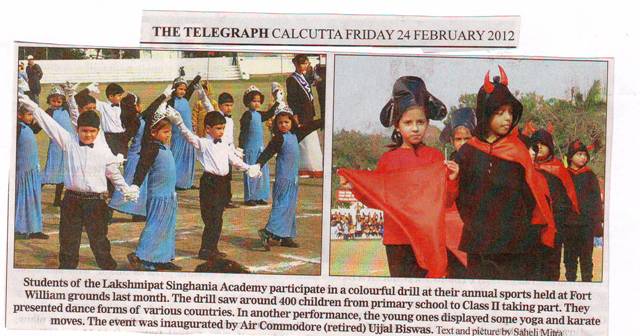 THE TELEGRAPH CALCUTTA FRIDAY 24 FEBRUARY 2012
Students of the Lakshmipat Singhania Academy participate in a colourful drill at their annual sports held at Fort
William grounds last month. The drill saw around 400 children from primary school to Class II taking part. They
presented dance forms of various countries. In another performance, the young ones displayed some yoga and karate
moves. The event was inaugurated by Air Commodore (retired) Ujjal Biswas. Text and picture by Saheli Mitra